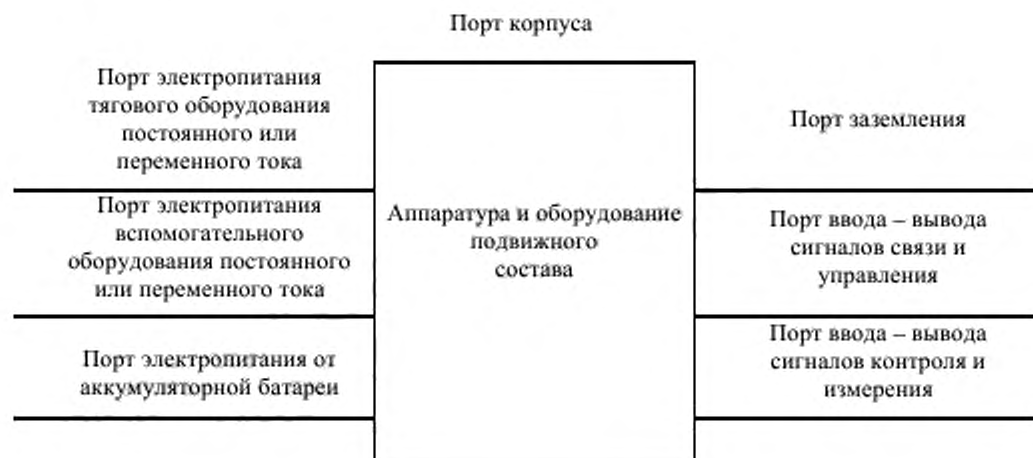 Порт корпуса
Порт электропитания
тягового оборудования
постоянного или
переменного тока
Порт электропитания
вспомогательного
оборудования постоянного
или переменного тока
Порт электропитания от
аккумуляторной батареи
Аппаратура и оборудование
подвижного
состава
Порт заземления
Порт ввода – вывода
сигналов связи и
управления
Порт ввода – вывода
сигналов контроля и
измерения